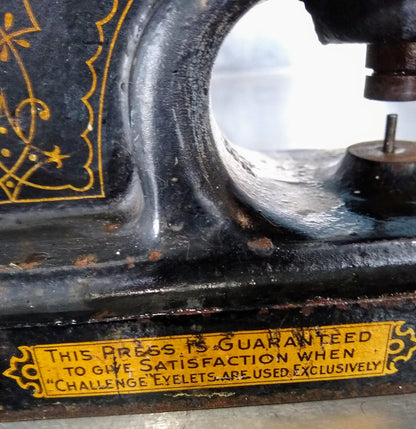 THIS PRESS IS GUARANTEED
TO GIVE SATISFACTION WHEN
"CHALLENGE" EYELETS ARE USED EXCLUSIVELY